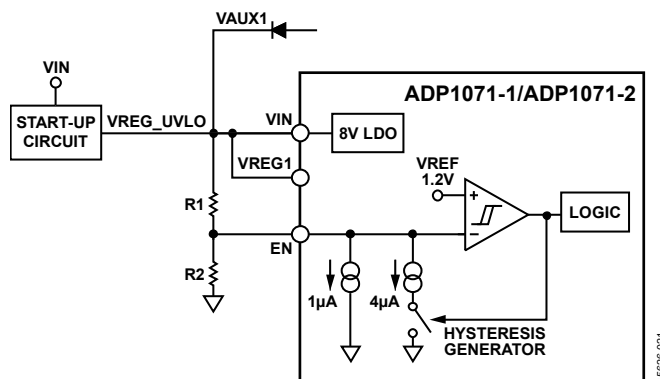 VAUX1
VIN
START-UP
CIRCUIT
VREG_UVLO
VIN
VREG1
8V LDO
ADP1071-1/ADP1071-2
VREF
1.2V
+
−
LOGIC
R1
EN
R2
1µA
4µA
HYSTERESIS
GENERATOR